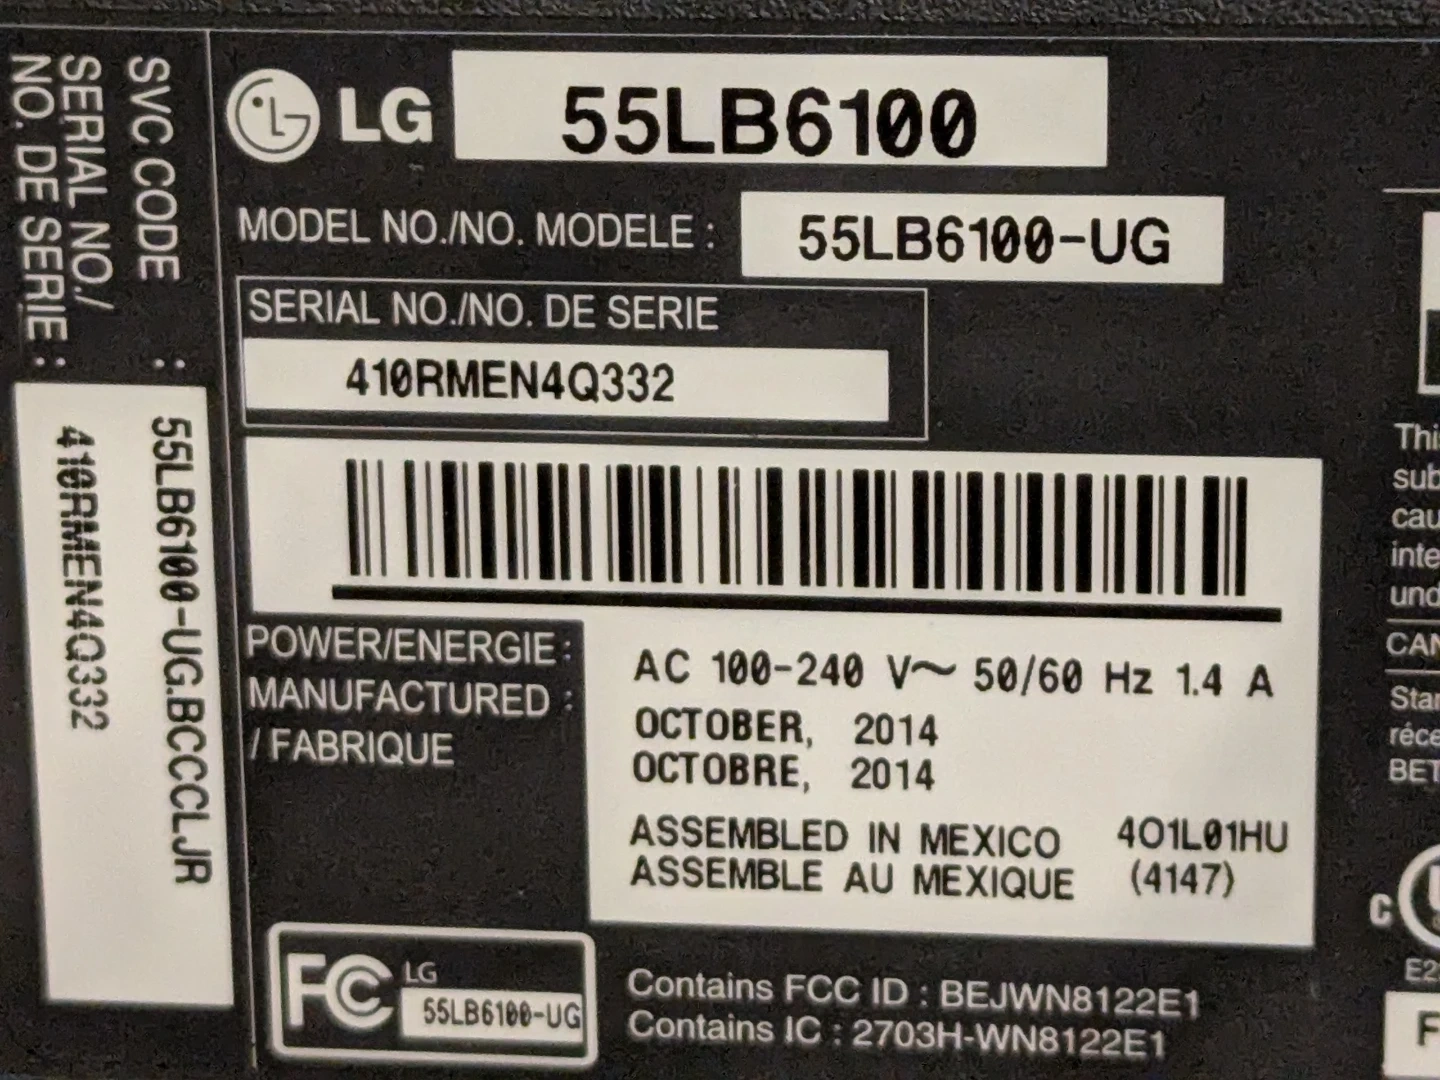 SVC CODE :
55LB6100-UG.BCCCLJR
SERIAL NO./
NO. DE SERIE :
410RMEN4Q332
LG 55LB6100
MODEL NO./NO. MODELE : 55LB6100-UG
SERIAL NO./NO. DE SERIE
410RMEN4Q332
POWER/ENERGIE : AC 100-240 V~ 50/60 Hz 1.4 A
MANUFACTURED : OCTOBER, 2014
/ FABRIQUE OCTOBRE, 2014
ASSEMBLED IN MEXICO 401L01HU
ASSEMBLE AU MEXIQUE (4147)
FC LG
55LB6100-UG
Contains FCC ID : BEJWN8122E1
Contains IC : 2703H-WN8122E1